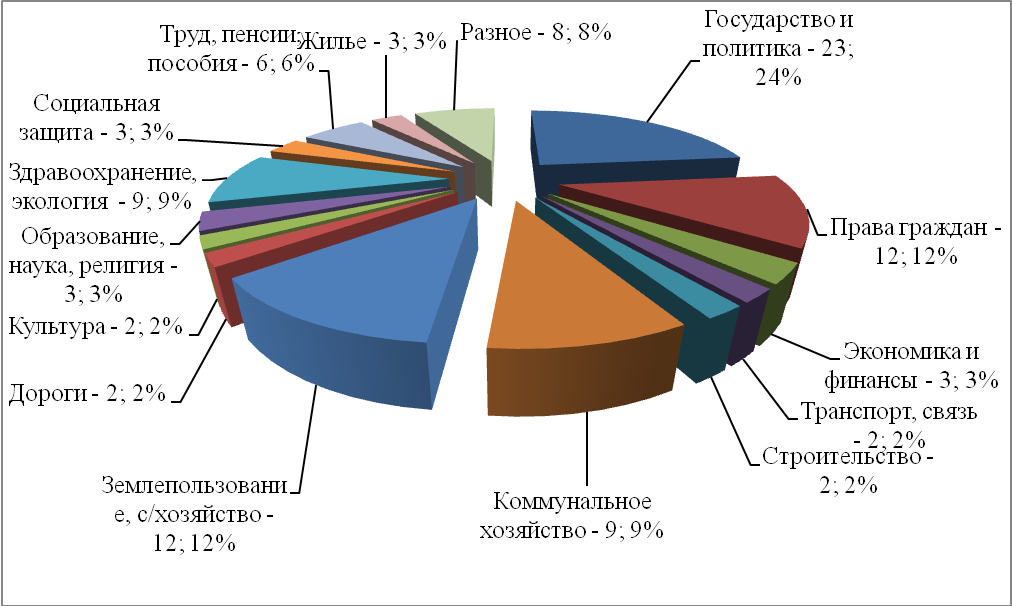 Государство и
политика - 23;
24%
Права граждан -
12; 12%
Экономика и
финансы - 3; 3%
Транспорт, связь
- 2; 2%
Строительство -
2; 2%
Коммунальное
хозяйство - 9; 9%
Землепользовани
е, с/хозяйство -
12; 12%
Дороги - 2; 2%
Культура - 2; 2%
Образование,
наука, религия -
3; 3%
Здравоохранение,
экология - 9; 9%
Социальная
защита - 3; 3%
Труд, пенсии,
пособия - 6; 6%
Жилье - 3; 3%
Разное - 8; 8%